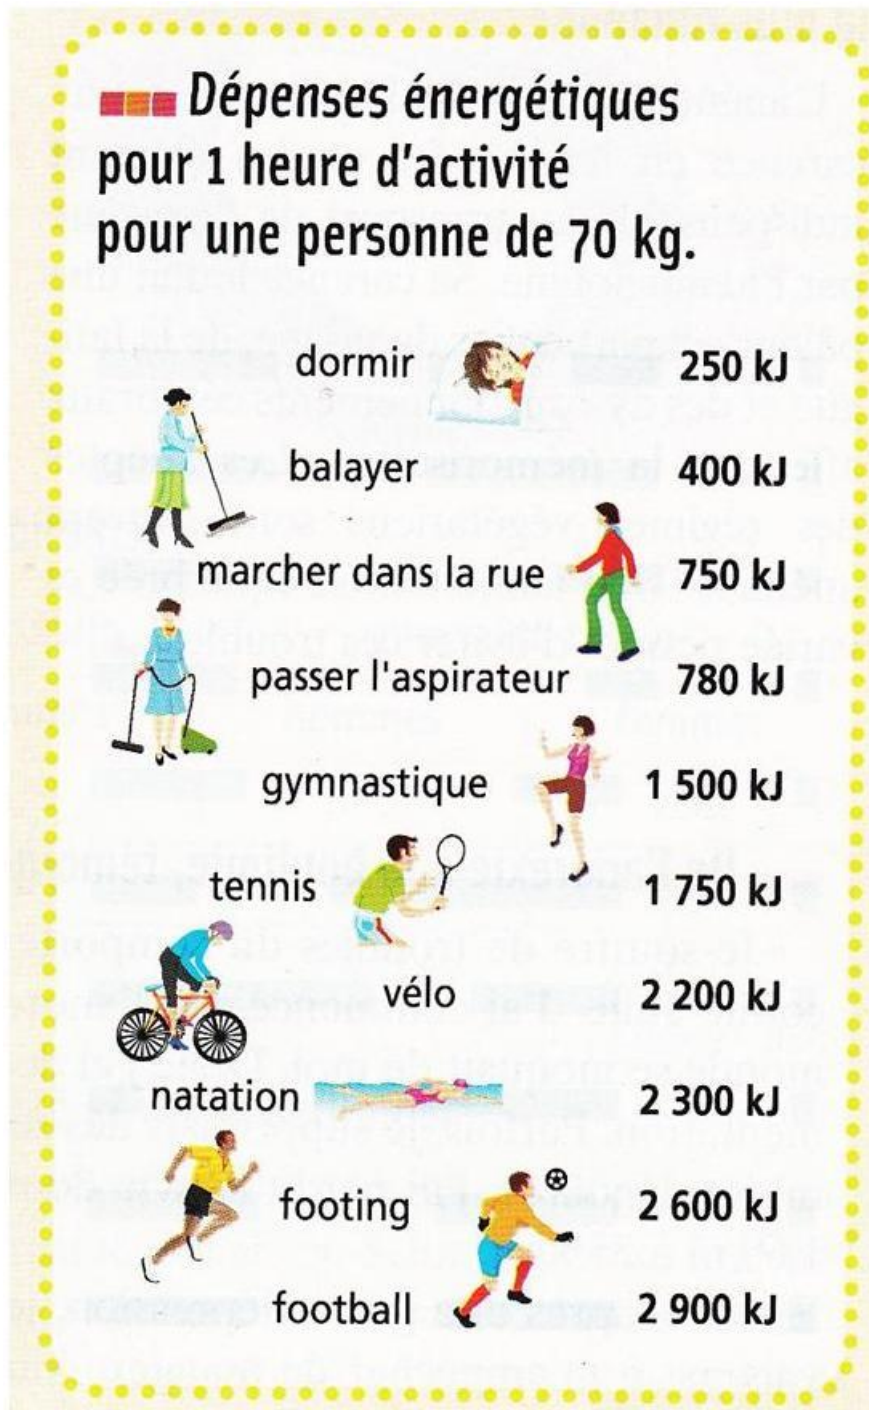 Dépenses énergétiques
pour 1 heure d'activité
pour une personne de 70 kg.
dormir 250 kJ
balayer 400 kJ
marcher dans la rue 750 kJ
passer l'aspirateur 780 kJ
gymnastique 1 500 kJ
tennis 1 750 kJ
vélo 2 200 kJ
natation 2 300 kJ
footing 2 600 kJ
football 2 900 kJ